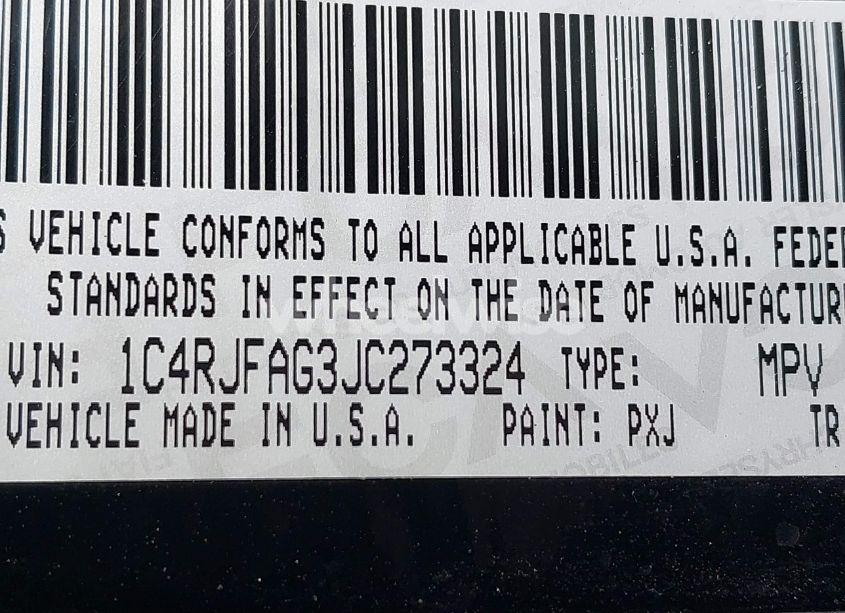 VEHICLE CONFORMS TO ALL APPLICABLE U.S.A. FEDE
STANDARDS IN EFFECT ON THE DATE OF MANUFACTUR
VIN: 1C4RJFAG3JC273324 TYPE: MPV
VEHICLE MADE IN U.S.A. PAINT: PXJ TR